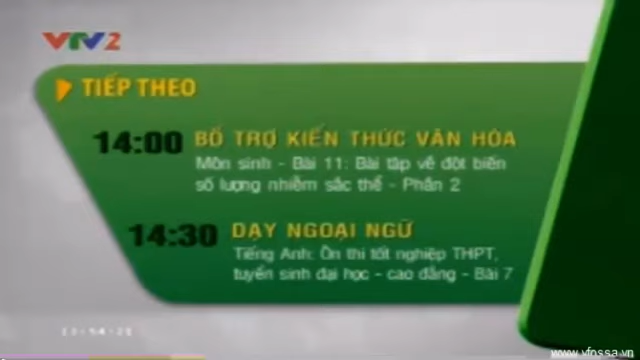 VTV2
TIẾP THEO
14:00 BỔ TRỢ KIẾN THỨC VĂN HÓA
Môn sinh - Bài 11: Bài tập về đột biến
số lượng nhiễm sắc thể - Phần 2
14:30 DẠY NGOẠI NGỮ
Tiếng Anh: Ôn thi tốt nghiệp THPT,
tuyển sinh đại học - cao đẳng - Bài 7
www.vfossa.vn